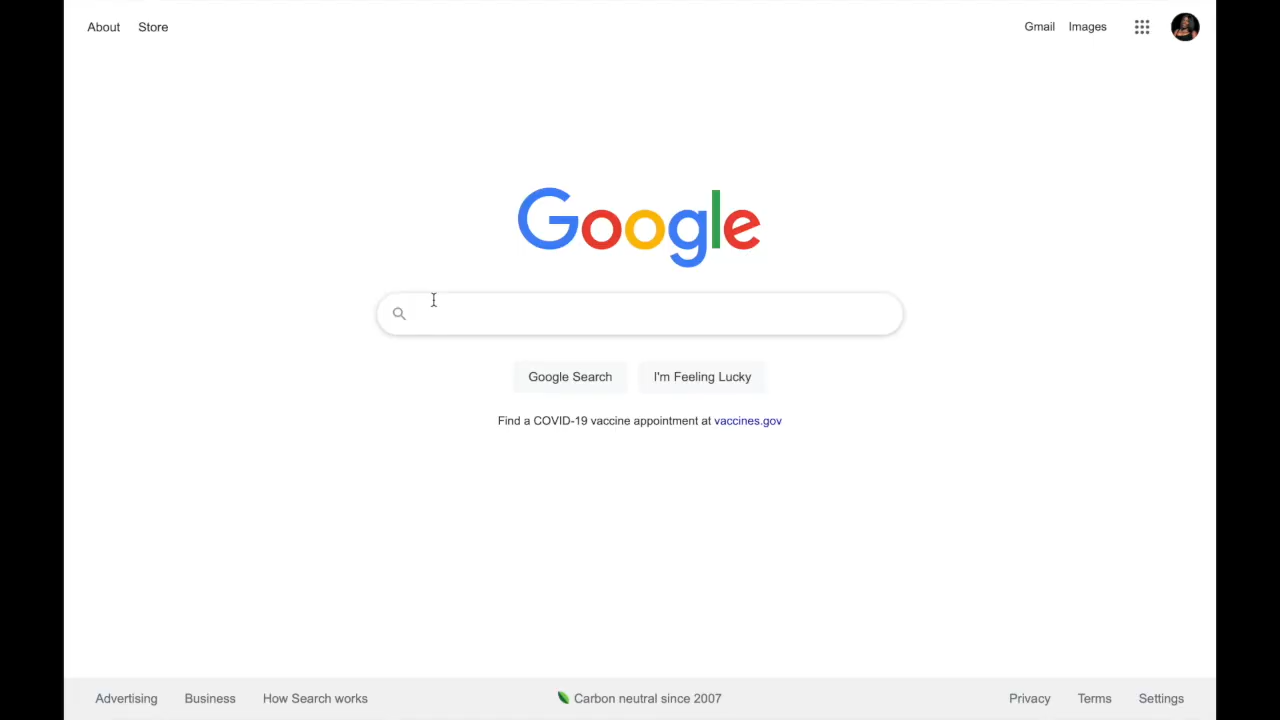 About Store Gmail Images
Google
Google Search I'm Feeling Lucky
Find a COVID-19 vaccine appointment at vaccines.gov
Advertising Business How Search works Carbon neutral since 2007 Privacy Terms Settings